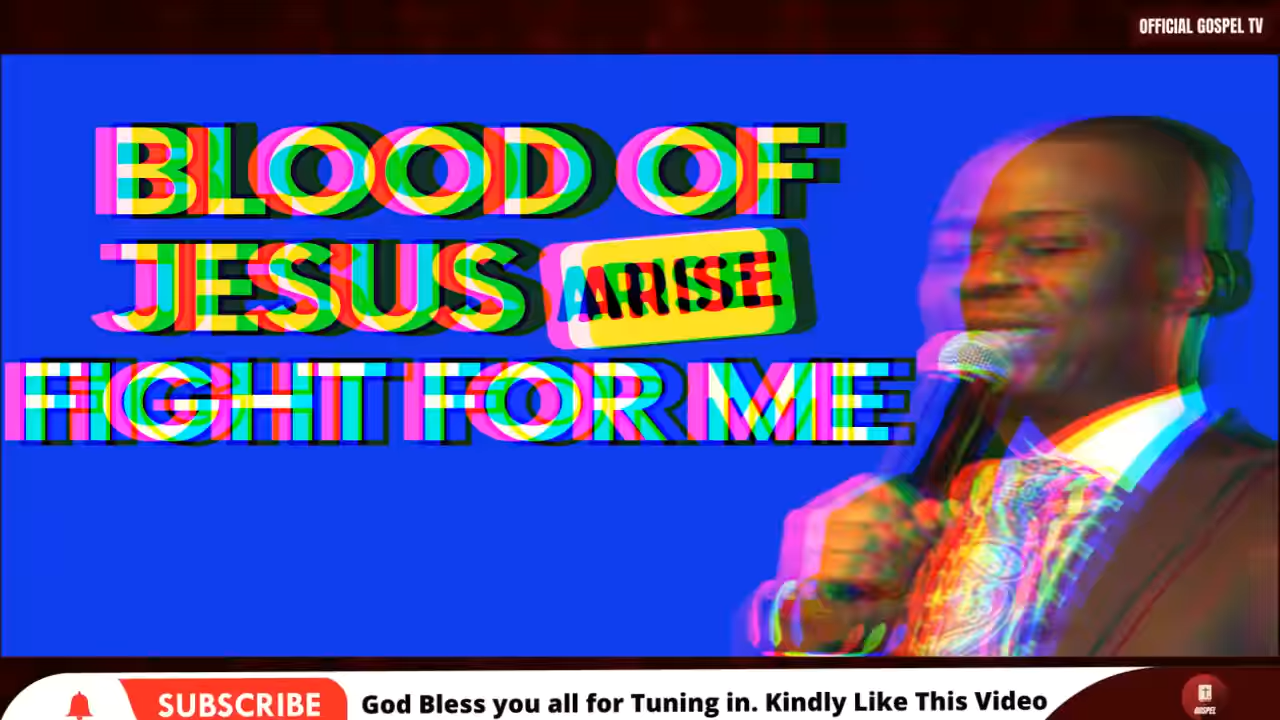 OFFICIAL GOSPEL TV
BLOOD OF
JESUS ARISE
FIGHT FOR ME
SUBSCRIBE God Bless you all for Tuning in. Kindly Like This Video
GOSPEL